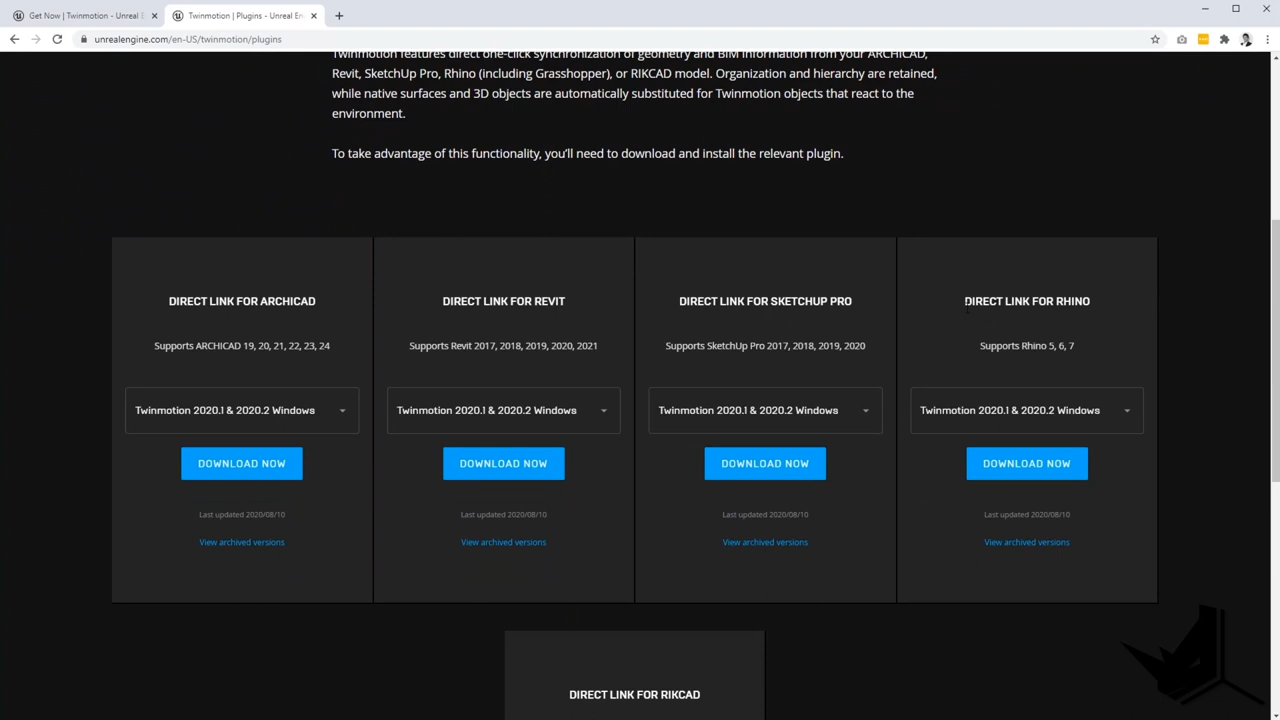 Get Now | Twinmotion - Unreal E
Twinmotion | Plugins - Unreal En
unrealengine.com/en-US/twinmotion/plugins
Twinmotion features direct one-click synchronization of geometry and BIM information from your ARCHICAD,
Revit, SketchUp Pro, Rhino (including Grasshopper), or RIKCAD model. Organization and hierarchy are retained,
while native surfaces and 3D objects are automatically substituted for Twinmotion objects that react to the
environment.
To take advantage of this functionality, you'll need to download and install the relevant plugin.
DIRECT LINK FOR ARCHICAD
Supports ARCHICAD 19, 20, 21, 22, 23, 24
Twinmotion 2020.1 & 2020.2 Windows
DOWNLOAD NOW
Last updated 2020/08/10
View archived versions
DIRECT LINK FOR REVIT
Supports Revit 2017, 2018, 2019, 2020, 2021
Twinmotion 2020.1 & 2020.2 Windows
DOWNLOAD NOW
Last updated 2020/08/10
View archived versions
DIRECT LINK FOR SKETCHUP PRO
Supports SketchUp Pro 2017, 2018, 2019, 2020
Twinmotion 2020.1 & 2020.2 Windows
DOWNLOAD NOW
Last updated 2020/08/10
View archived versions
DIRECT LINK FOR RHINO
Supports Rhino 5, 6, 7
Twinmotion 2020.1 & 2020.2 Windows
DOWNLOAD NOW
Last updated 2020/08/10
View archived versions
DIRECT LINK FOR RIKCAD